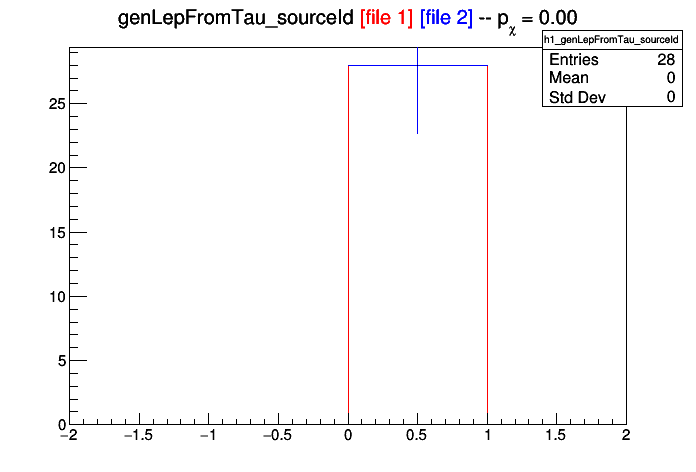 genLepFromTau_sourceId [file 1] [file 2] -- pχ = 0.00
h1_genLepFromTau_sourceId
Entries 28
Mean 0
Std Dev 0
25
20
15
10
5
0
−2 −1.5 −1 −0.5 0 0.5 1 1.5 2